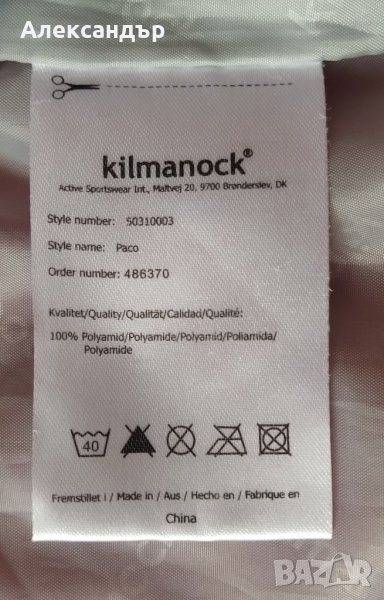 Александър
kilmanock®
Active Sportswear Int., Maltvej 20, 9700 Brønderslev, DK
Style number: 50310003
Style name: Paco
Order number: 486370
Kvalitet/Quality/Qualität/Calidad/Qualité:
100% Polyamid/Polyamide/Polyamid/Poliamida/
Polyamide
40
Fremstillet i / Made in / Aus / Hecho en / Fabrique en
China
BAZAR